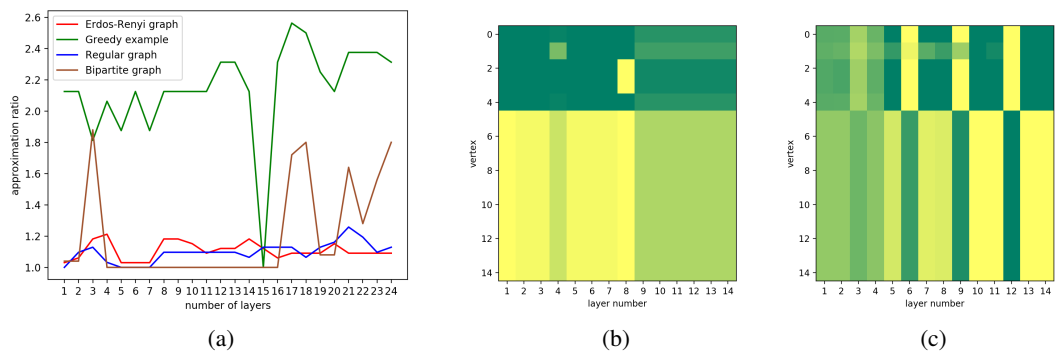 Erdos-Renyi graph
Greedy example
Regular graph
Bipartite graph
approximation ratio
2.6
2.4
2.2
2.0
1.8
1.6
1.4
1.2
1.0
1 2 3 4 5 6 7 8 9 10 11 12 13 14 15 16 17 18 19 20 21 22 23 24
number of layers
(a)
vertex
0
2
4
6
8
10
12
14
1 2 3 4 5 6 7 8 9 10 11 12 13 14
layer number
(b)
vertex
0
2
4
6
8
10
12
14
1 2 3 4 5 6 7 8 9 10 11 12 13 14
layer number
(c)